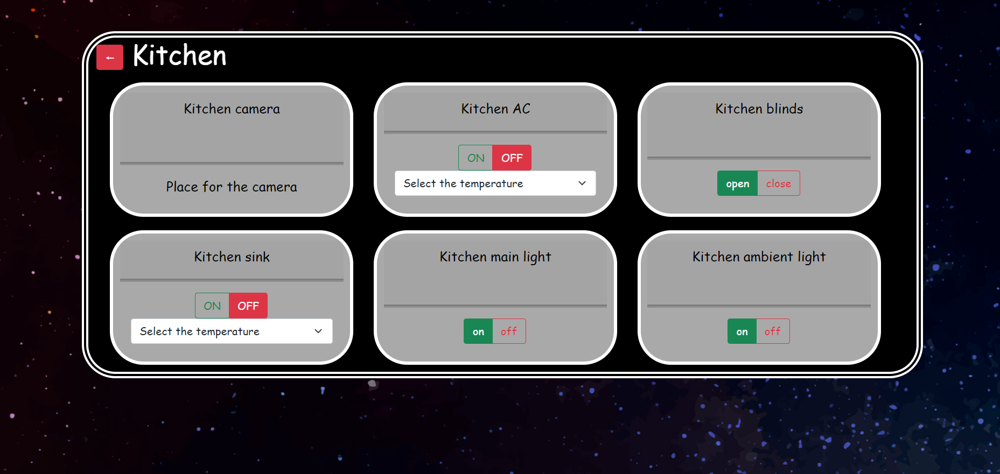 ← Kitchen
Kitchen camera
Place for the camera
Kitchen AC
ON OFF
Select the temperature
Kitchen blinds
open close
Kitchen sink
ON OFF
Select the temperature
Kitchen main light
on off
Kitchen ambient light
on off